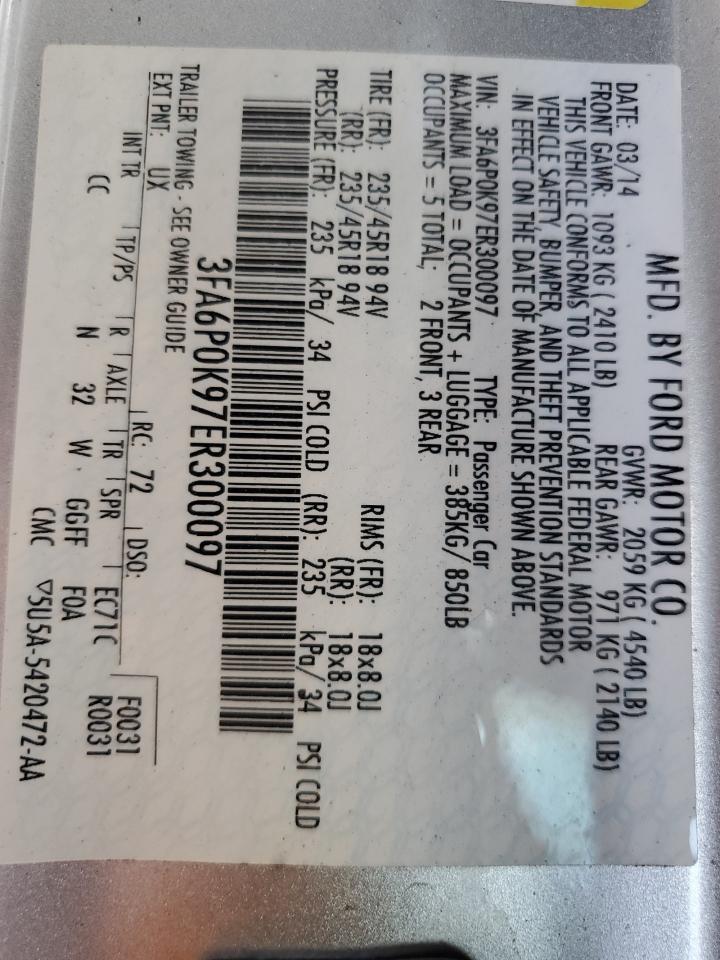 MFD. BY FORD MOTOR CO.
DATE: 03/14 GVWR: 2059 KG ( 4540 LB)
FRONT GAWR: 1093 KG ( 2410 LB) REAR GAWR: 971 KG ( 2140 LB)
THIS VEHICLE CONFORMS TO ALL APPLICABLE FEDERAL MOTOR
VEHICLE SAFETY, BUMPER, AND THEFT PREVENTION STANDARDS
IN EFFECT ON THE DATE OF MANUFACTURE SHOWN ABOVE.
VIN: 3FA6P0K97ER300097 TYPE: Passenger Car
MAXIMUM LOAD = OCCUPANTS + LUGGAGE = 385KG/ 850LB
OCCUPANTS = 5 TOTAL; 2 FRONT, 3 REAR
TIRE (FR): 235/45R18 94V RIMS (FR): 18x8.0J
(RR): 235/45R18 94V (RR): 18x8.0J
PRESSURE (FR): 235 kPa/ 34 PSI COLD (RR): 235 kPa/ 34 PSI COLD
3FA6P0K97ER300097
TRAILER TOWING - SEE OWNER GUIDE
EXT PNT: UX RC: 72 DSO: F0031
INT TR TP/PS R AXLE TR SPR EC71C R0031
CC N 32 W GGFF F0A
CMC ▽5U5A-5420472-AA